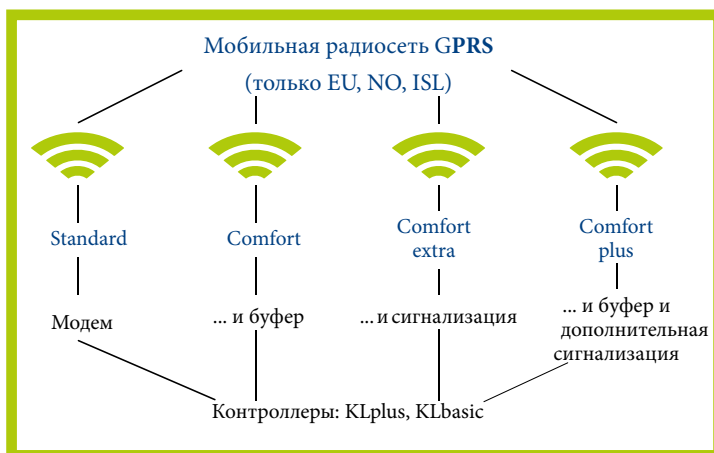 Мобильная радиосеть GPRS
(только EU, NO, ISL)
Standard
Comfort
Comfort
extra
Comfort
plus
Модем
... и буфер
... и сигнализация
... и буфер и
дополнительная
сигнализация
Контроллеры: KLplus, KLbasic